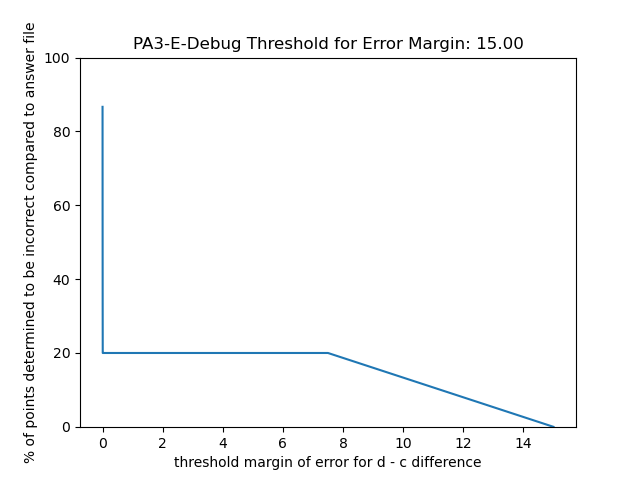 PA3-E-Debug Threshold for Error Margin: 15.00
% of points determined to be incorrect compared to answer file
100
80
60
40
20
0
0 2 4 6 8 10 12 14
threshold margin of error for d - c difference